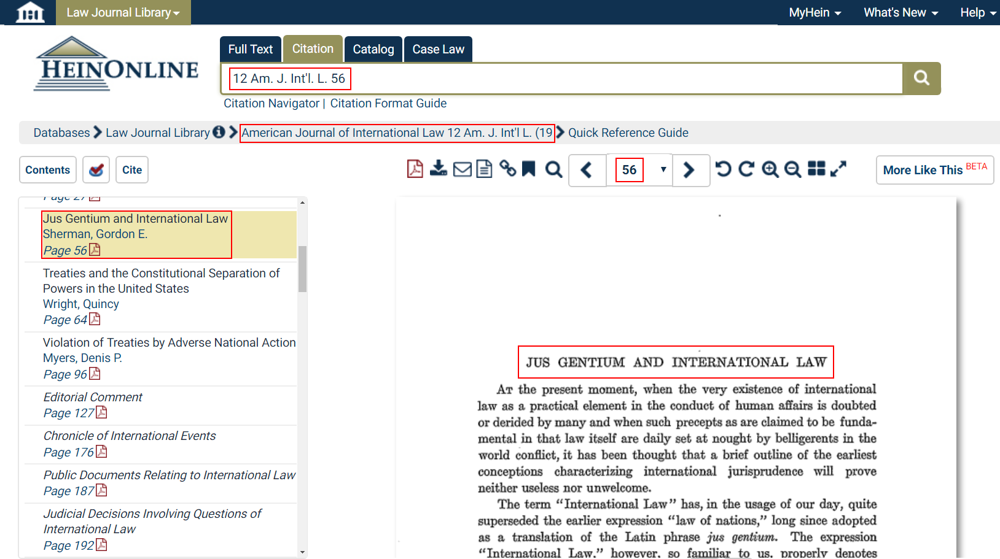 Law Journal Library
MyHein
What's New
Help
HEINONLINE
Full Text
Citation
Catalog
Case Law
12 Am. J. Int'l. L. 56
Citation Navigator | Citation Format Guide
Databases
Law Journal Library
American Journal of International Law 12 Am. J. Int'l L. (19
Quick Reference Guide
Contents
Cite
56
More Like This BETA
Page 27
Jus Gentium and International Law
Sherman, Gordon E.
Page 56
Treaties and the Constitutional Separation of
Powers in the United States
Wright, Quincy
Page 64
Violation of Treaties by Adverse National Action
Myers, Denis P.
Page 96
Editorial Comment
Page 127
Chronicle of International Events
Page 176
Public Documents Relating to International Law
Page 187
Judicial Decisions Involving Questions of
International Law
Page 192
JUS GENTIUM AND INTERNATIONAL LAW
At the present moment, when the very existence of international
law as a practical element in the conduct of human affairs is doubted
or derided by many and when such precepts as are claimed to be funda-
mental in that law itself are daily set at nought by belligerents in the
world conflict, it has been thought that a brief outline of the earliest
conceptions characterizing international jurisprudence will prove
neither useless nor unwelcome.
The term "International Law" has, in the usage of our day, quite
superseded the earlier expression "law of nations," long since adopted
as a translation of the Latin phrase jus gentium. The expression
"International Law," however, so familiar to us, properly denotes